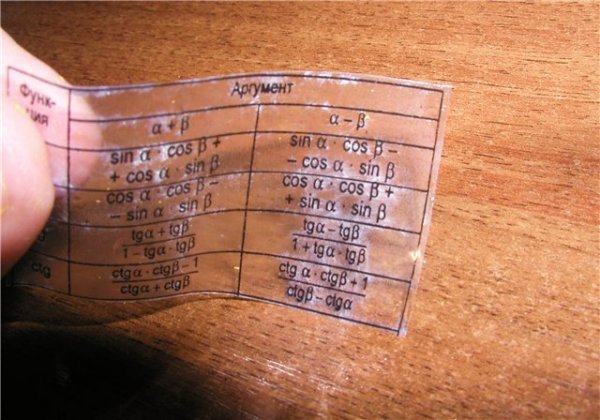 Функ-
ция
Аргумент
α + β
α − β
sin α · cos β +
+ cos α · sin β
sin α · cos β −
− cos α · sin β
cos α · cos β −
− sin α · sin β
cos α · cos β +
+ sin α · sin β
tgα + tgβ
1 − tgα · tgβ
tgα − tgβ
1 + tgα · tgβ
ctg
ctgα · ctgβ − 1
ctgα + ctgβ
ctg α · ctgβ + 1
ctgβ − ctgα